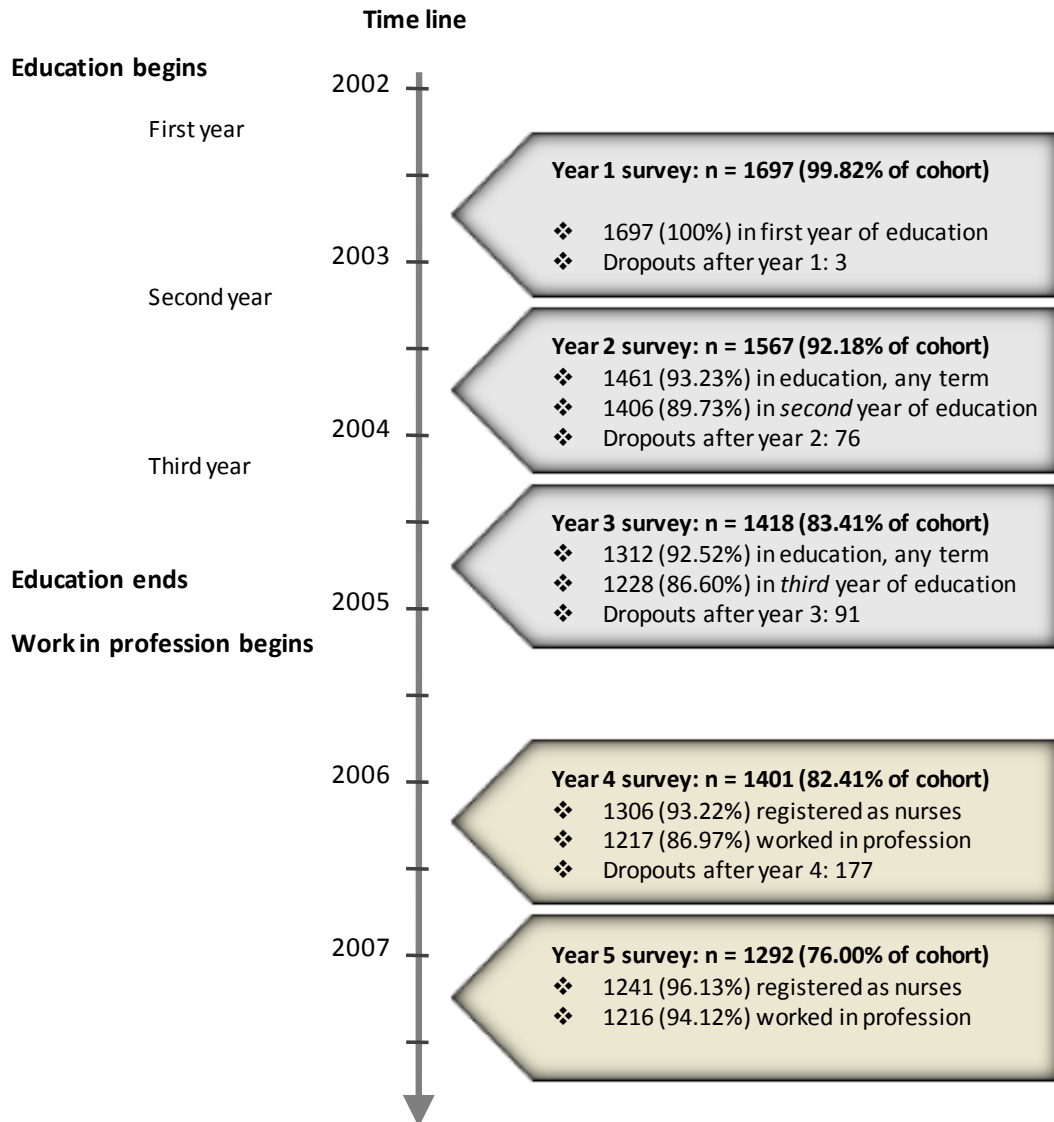 Time line
Education begins
2002
First year
Year 1 survey: n = 1697 (99.82% of cohort)
❖ 1697 (100%) in first year of education
❖ Dropouts after year 1: 3
2003
Second year
Year 2 survey: n = 1567 (92.18% of cohort)
❖ 1461 (93.23%) in education, any term
❖ 1406 (89.73%) in second year of education
❖ Dropouts after year 2: 76
2004
Third year
Year 3 survey: n = 1418 (83.41% of cohort)
❖ 1312 (92.52%) in education, any term
❖ 1228 (86.60%) in third year of education
❖ Dropouts after year 3: 91
Education ends
2005
Work in profession begins
2006
Year 4 survey: n = 1401 (82.41% of cohort)
❖ 1306 (93.22%) registered as nurses
❖ 1217 (86.97%) worked in profession
❖ Dropouts after year 4: 177
2007
Year 5 survey: n = 1292 (76.00% of cohort)
❖ 1241 (96.13%) registered as nurses
❖ 1216 (94.12%) worked in profession